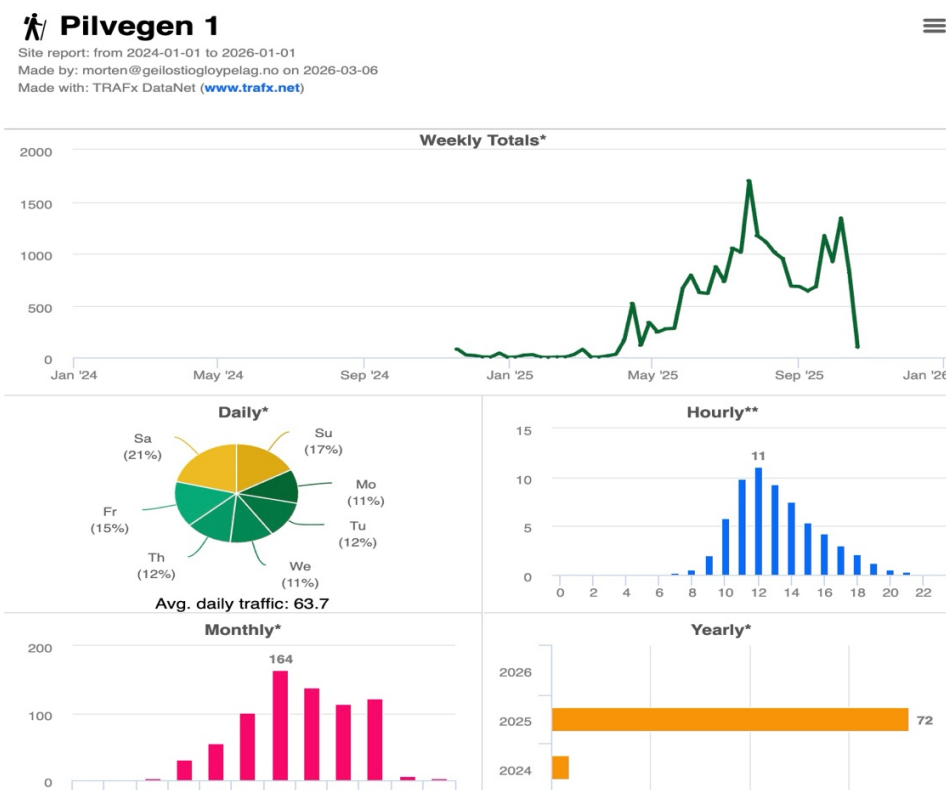 Pilvegen 1
Site report: from 2024-01-01 to 2026-01-01
Made by: morten@geilostiogloypelag.no on 2026-03-06
Made with: TRAFx DataNet (www.trafx.net)
Weekly Totals*
2000
1500
1000
500
0
Jan '24 May '24 Sep '24 Jan '25 May '25 Sep '25 Jan '26
Daily*
Su
(17%)
Mo
(11%)
Tu
(12%)
We
(11%)
Th
(12%)
Fr
(15%)
Sa
(21%)
Avg. daily traffic: 63.7
Hourly**
15
10
5
0
11
0 2 4 6 8 10 12 14 16 18 20 22
Monthly*
200
100
0
164
Yearly*
2026
2025 72
2024